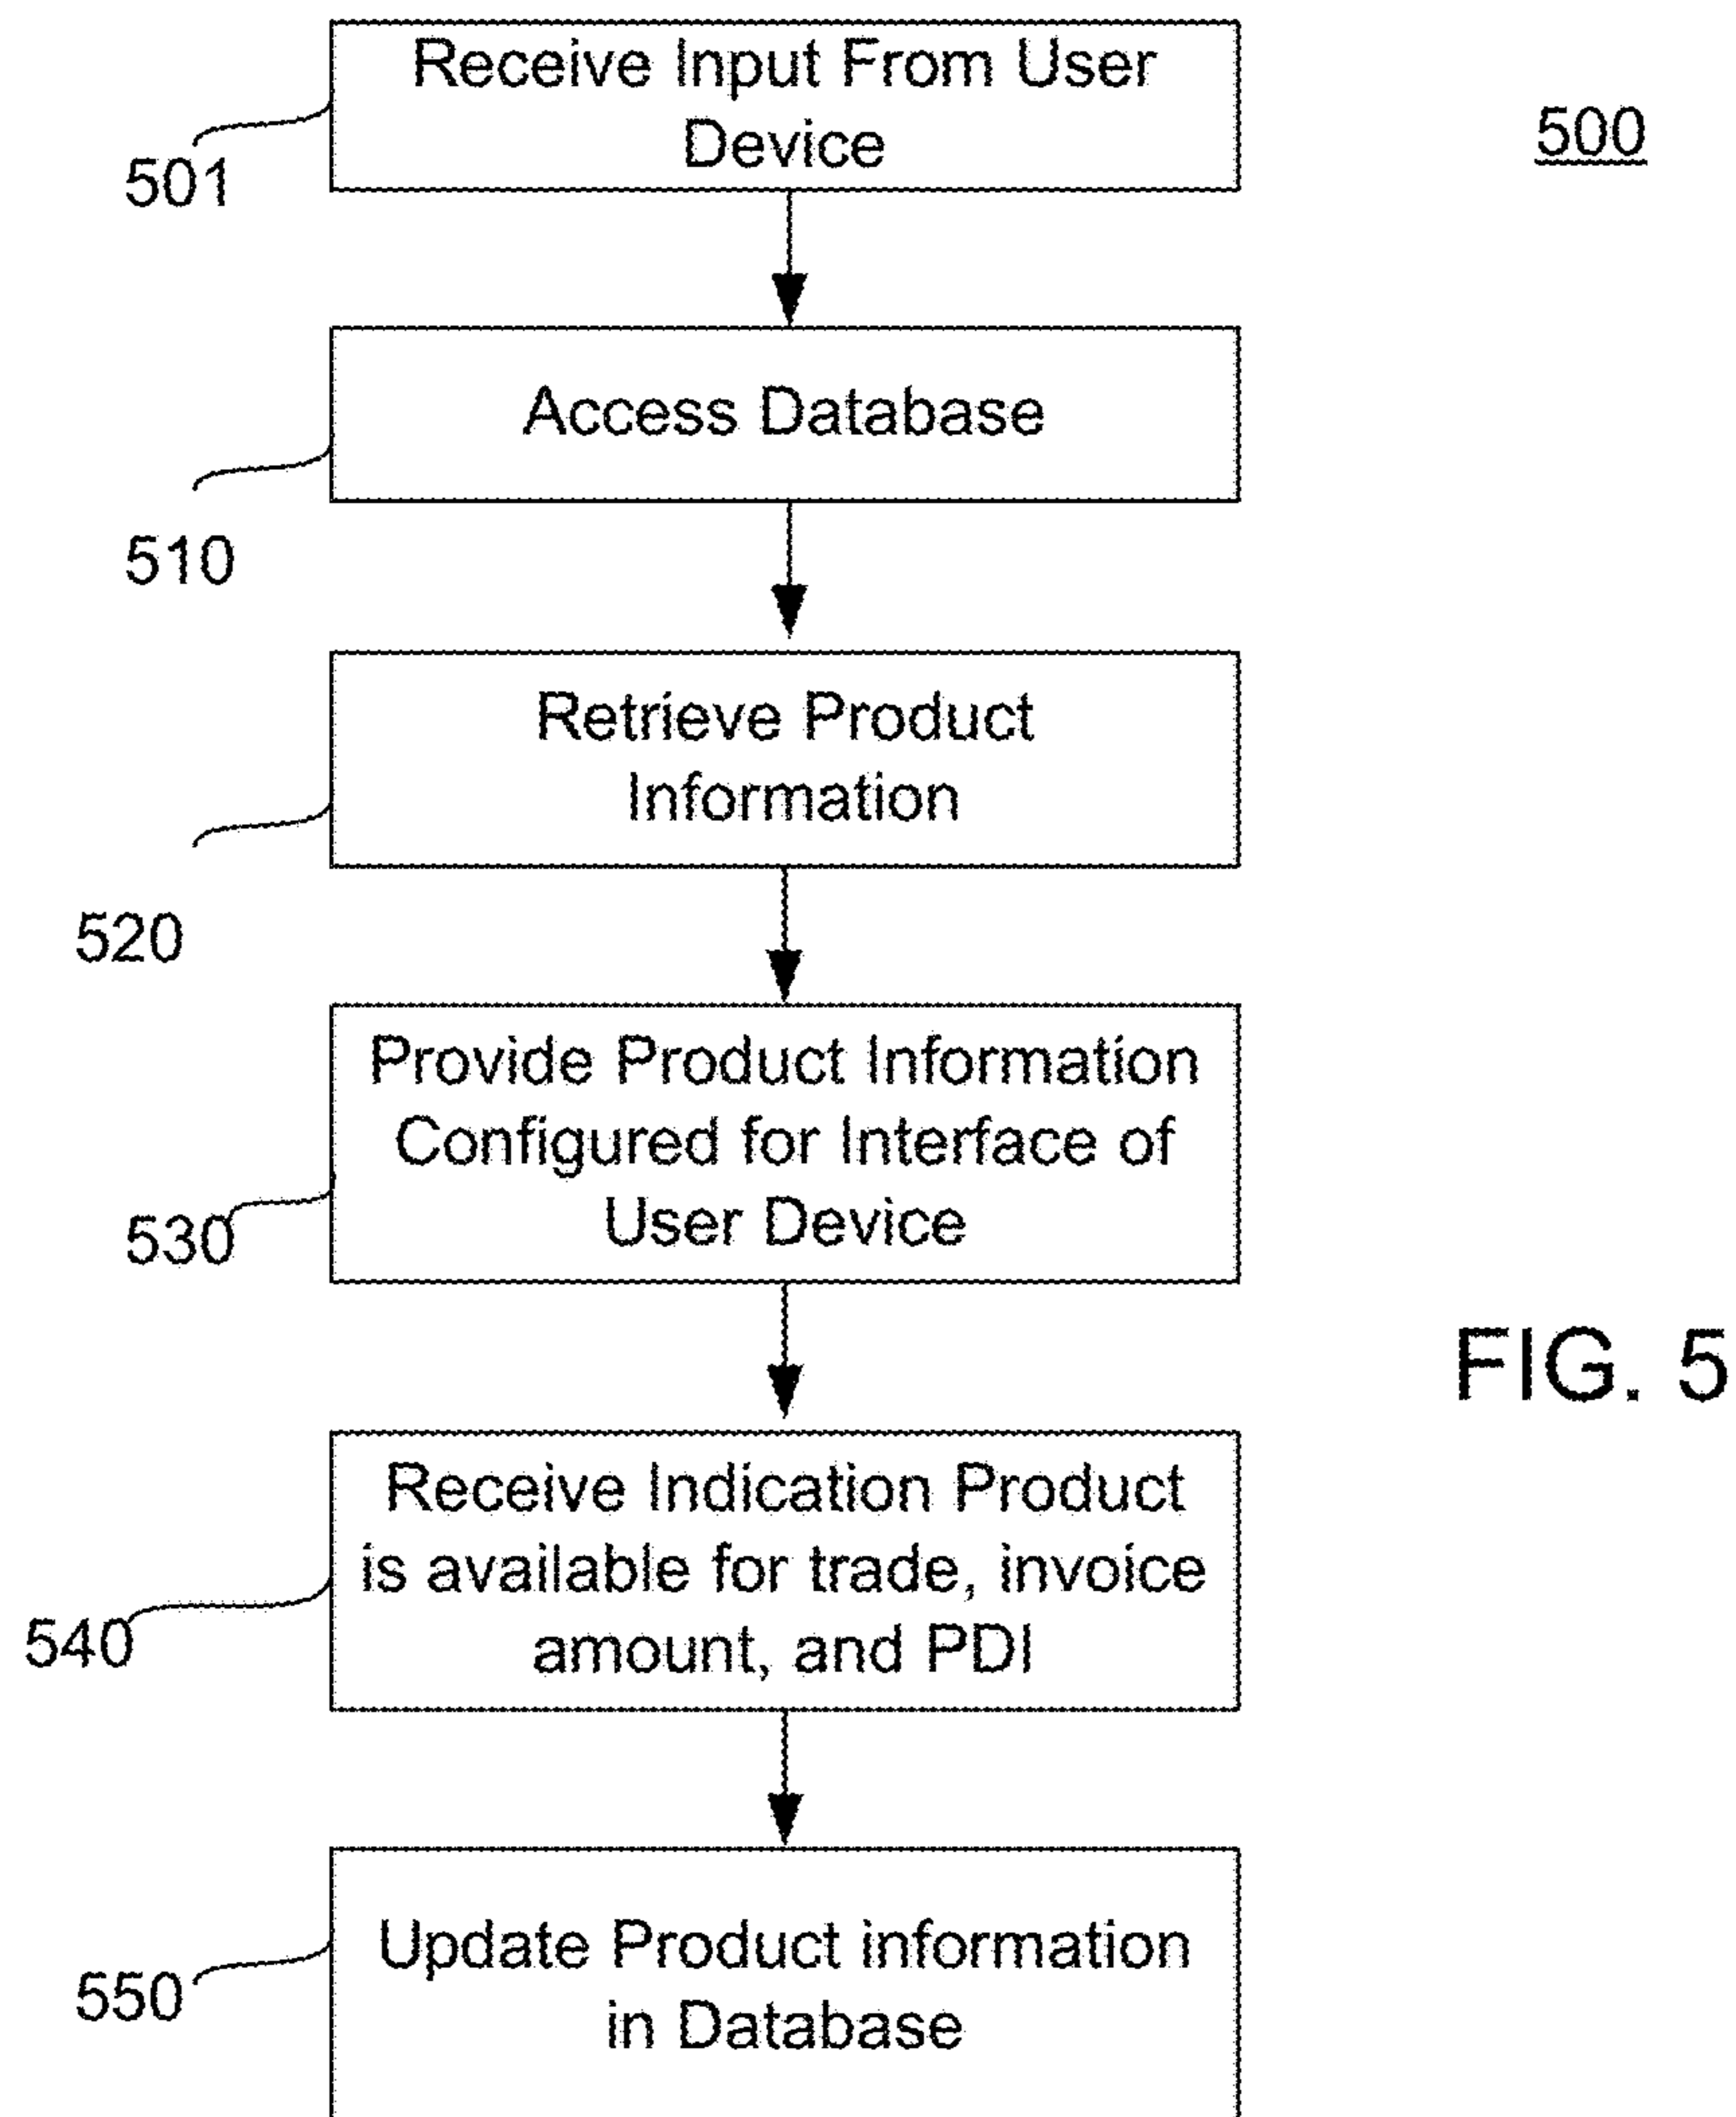 Receive Input From User
Device
500
501
Access Database
510
Retrieve Product
Information
520
Provide Product Information
Configured for Interface of
User Device
530
FIG. 5
Receive Indication Product
is available for trade, invoice
amount, and PDI
540
Update Product information
in Database
550